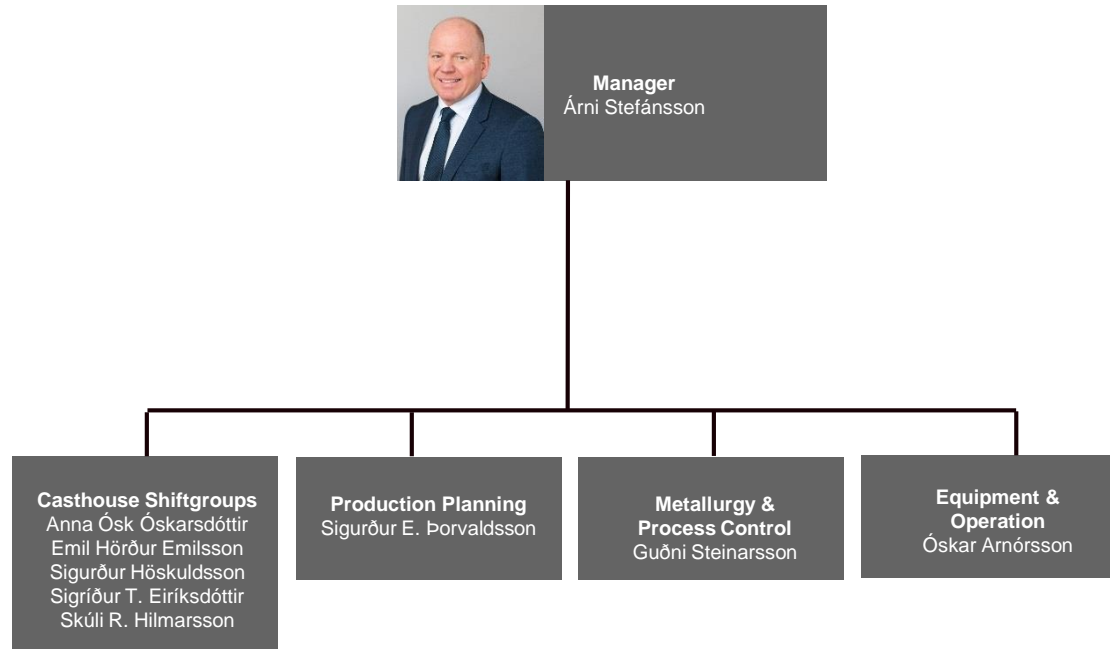 Manager
Árni Stefánsson
Casthouse Shiftgroups
Anna Ósk Óskarsdóttir
Emil Hörður Emilsson
Sigurður Höskuldsson
Sigríður T. Eiríksdóttir
Skúli R. Hilmarsson
Production Planning
Sigurður E. Þorvaldsson
Metallurgy &
Process Control
Guðni Steinarsson
Equipment &
Operation
Óskar Arnórsson